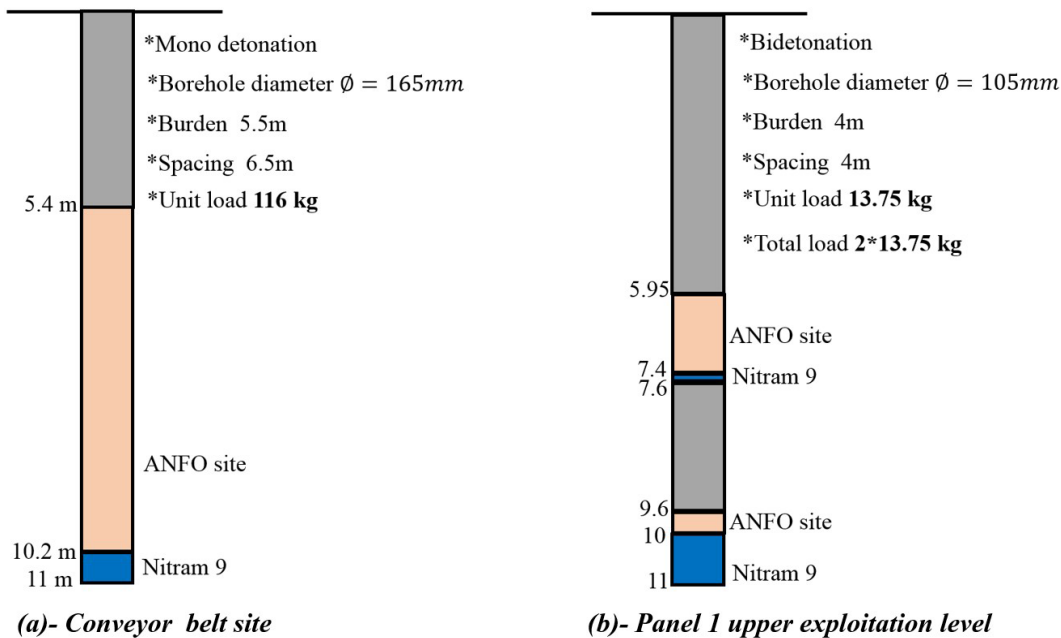 *Mono detonation
*Borehole diameter ∅ = 165mm
*Burden 5.5m
*Spacing 6.5m
*Unit load 116 kg
5.4 m
ANFO site
10.2 m
Nitram 9
11 m
(a)- Conveyor belt site
*Bidetonation
*Borehole diameter ∅ = 105mm
*Burden 4m
*Spacing 4m
*Unit load 13.75 kg
*Total load 2*13.75 kg
5.95
ANFO site
7.4
Nitram 9
7.6
9.6
ANFO site
10
Nitram 9
11
(b)- Panel 1 upper exploitation level